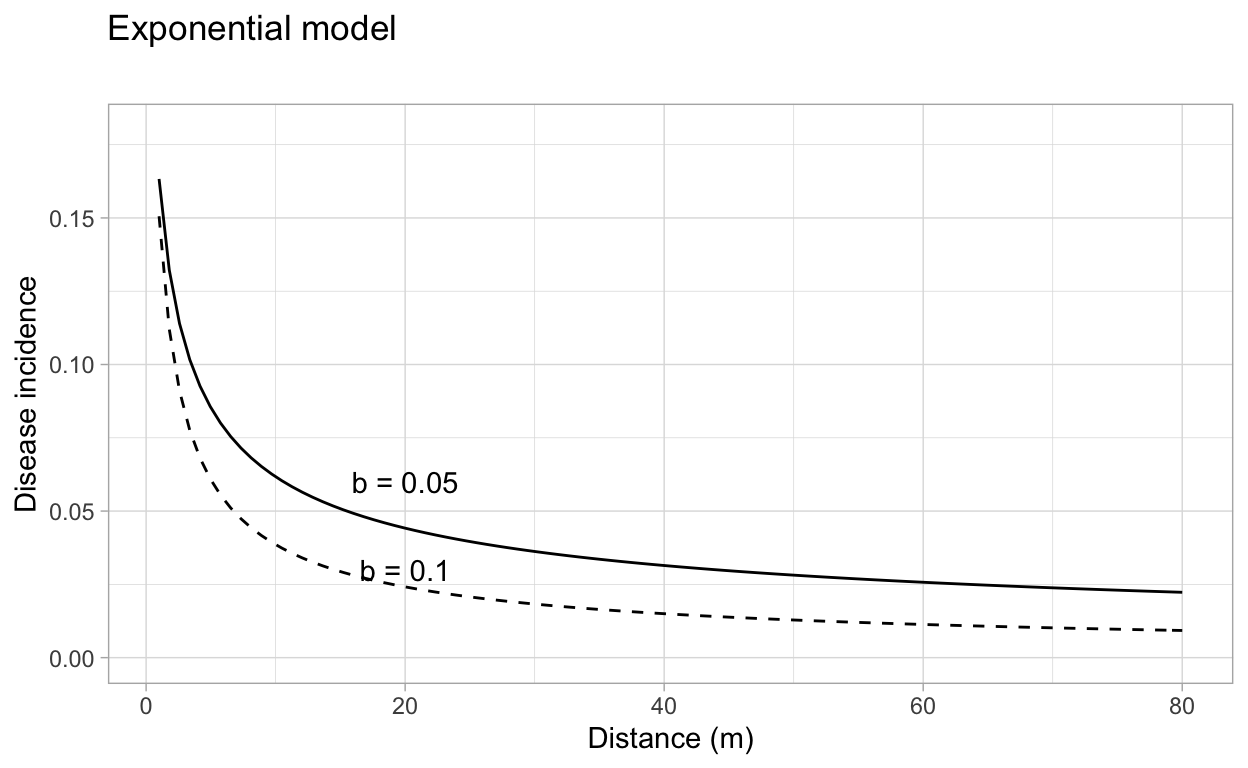 Exponential model
0.15
0.10
0.05
0.00
Disease incidence
b = 0.05
b = 0.1
0 20 40 60 80
Distance (m)